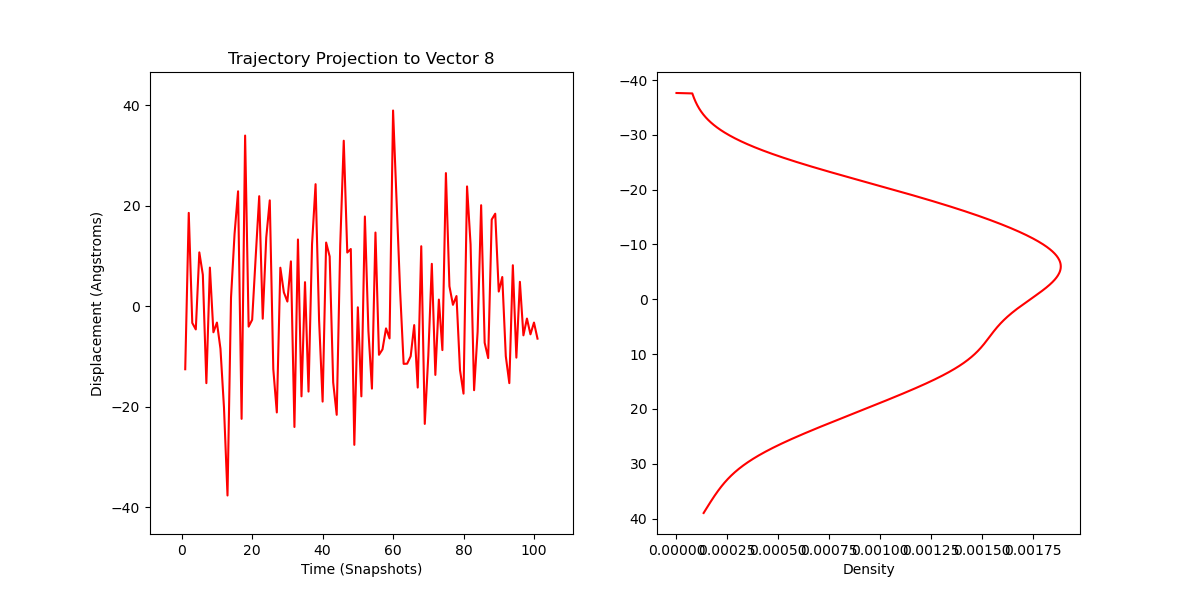 Trajectory Projection to Vector 8
Displacement (Angstroms)
40
20
0
−20
−40
0 20 40 60 80 100
Time (Snapshots)
−40
−30
−20
−10
0
10
20
30
40
0.00000 0.00025 0.00050 0.00075 0.00100 0.00125 0.00150 0.00175
Density